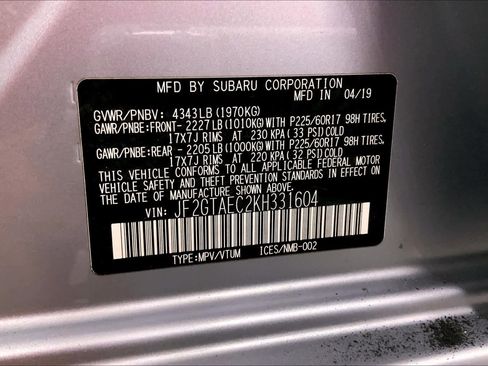 MFD BY SUBARU CORPORATION
MFD IN 04/19
GVWR/PNBV: 4343LB(1970KG)
GAWR/PNBE:FRONT- 2227LB(1010KG)WITH P225/60R17 98H TIRES,
17X7J RIMS AT 230 KPA(33 PSI)COLD
GAWR/PNBE:REAR - 2205LB(1000KG)WITH P225/60R17 98H TIRES,
17X7J RIMS AT 220 KPA(32 PSI)COLD
THIS VEHICLE CONFORMS TO ALL APPLICABLE FEDERAL MOTOR
VEHICLE SAFETY AND THEFT PREVENTION STANDARDS IN EFFECT ON
THE DATE OF MANUFACTURE SHOWN ABOVE.
VIN: JF2GTAEC2KH331604
TYPE:MPV/VTUM ICES/NMB-002